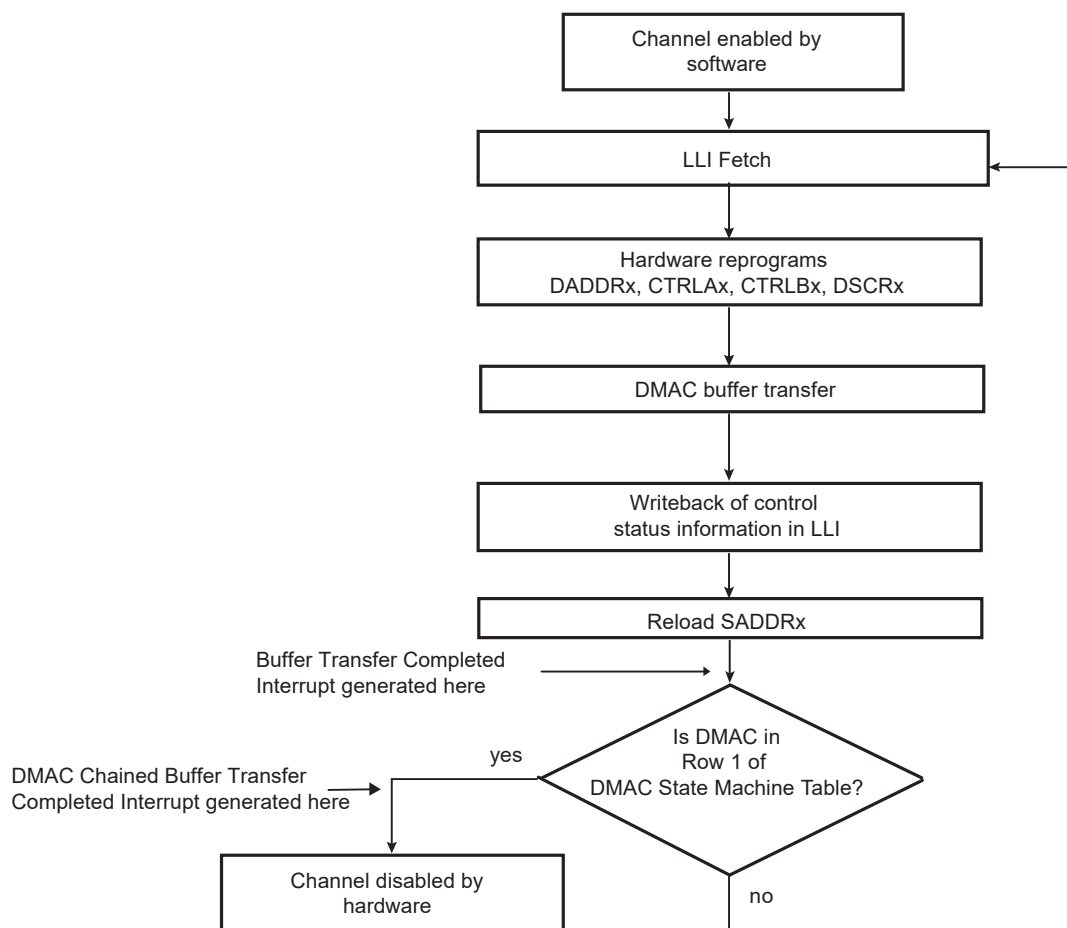 Channel enabled by
software
LLI Fetch
Hardware reprograms
DADDRx, CTRLAx, CTRLBx, DSCRx
DMAC buffer transfer
Writeback of control
status information in LLI
Reload SADDRx
Buffer Transfer Completed
Interrupt generated here
Is DMAC in
Row 1 of
DMAC State Machine Table?
yes
DMAC Chained Buffer Transfer
Completed Interrupt generated here
Channel disabled by
hardware
no